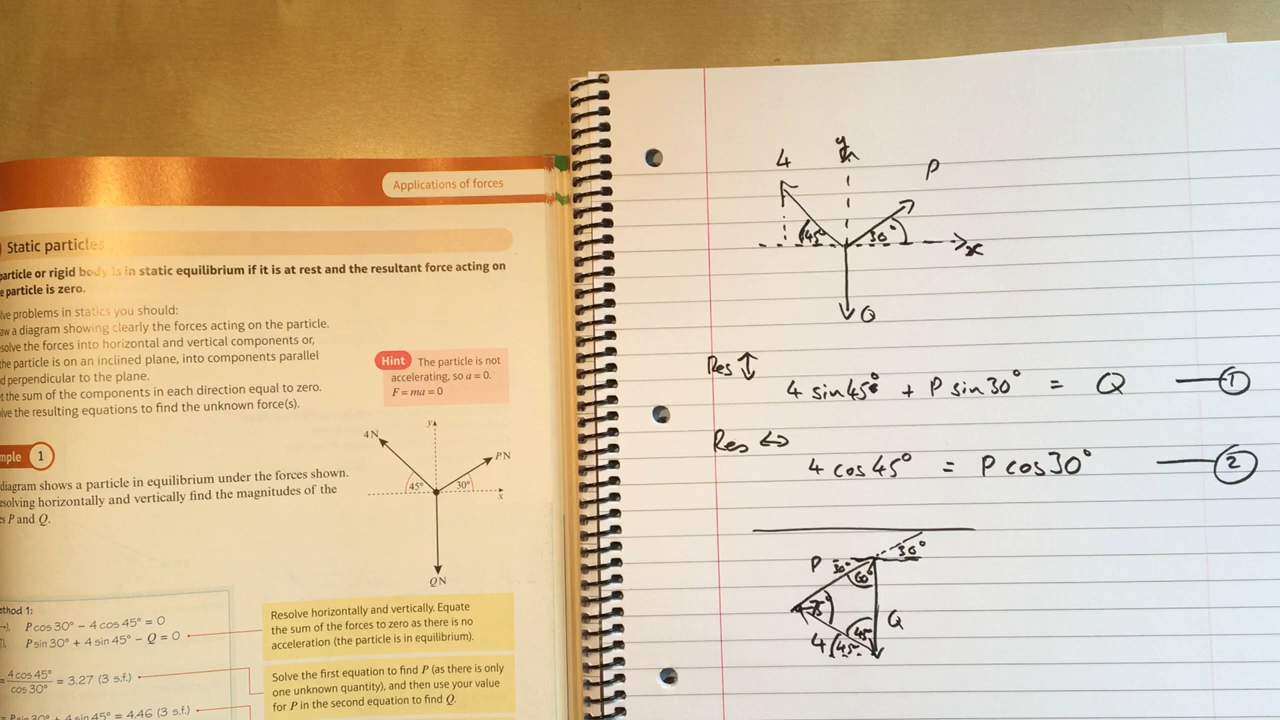 Applications of forces
Static particles
particle or rigid body is in static equilibrium if it is at rest and the resultant force acting on
e particle is zero.
lve problems in statics you should:
aw a diagram showing clearly the forces acting on the particle.
solve the forces into horizontal and vertical components or,
the particle is on an inclined plane, into components parallel
d perpendicular to the plane.
t the sum of the components in each direction equal to zero.
lve the resulting equations to find the unknown force(s).
Hint The particle is not
accelerating, so a = 0.
F = ma = 0
mple 1
diagram shows a particle in equilibrium under the forces shown.
esolving horizontally and vertically find the magnitudes of the
es P and Q.
y
4 N
P N
45°
30°
x
Q N
ethod 1:
P cos 30° − 4 cos 45° = 0
P sin 30° + 4 sin 45° − Q = 0
4 cos 45°
cos 30°
= 3.27 (3 s.f.)
= P sin 30° + 4 sin 45° = 4.46 (3 s.f.)
Resolve horizontally and vertically. Equate
the sum of the forces to zero as there is no
acceleration (the particle is in equilibrium).
Solve the first equation to find P (as there is only
one unknown quantity), and then use your value
for P in the second equation to find Q.
y
4
P
45°
30°
x
Q
Res ↕
4 sin 45° + P sin 30° = Q — 1
Res ↔
4 cos 45° = P cos 30° — 2
30°
P
30°
60°
75°
Q
45
4
45°